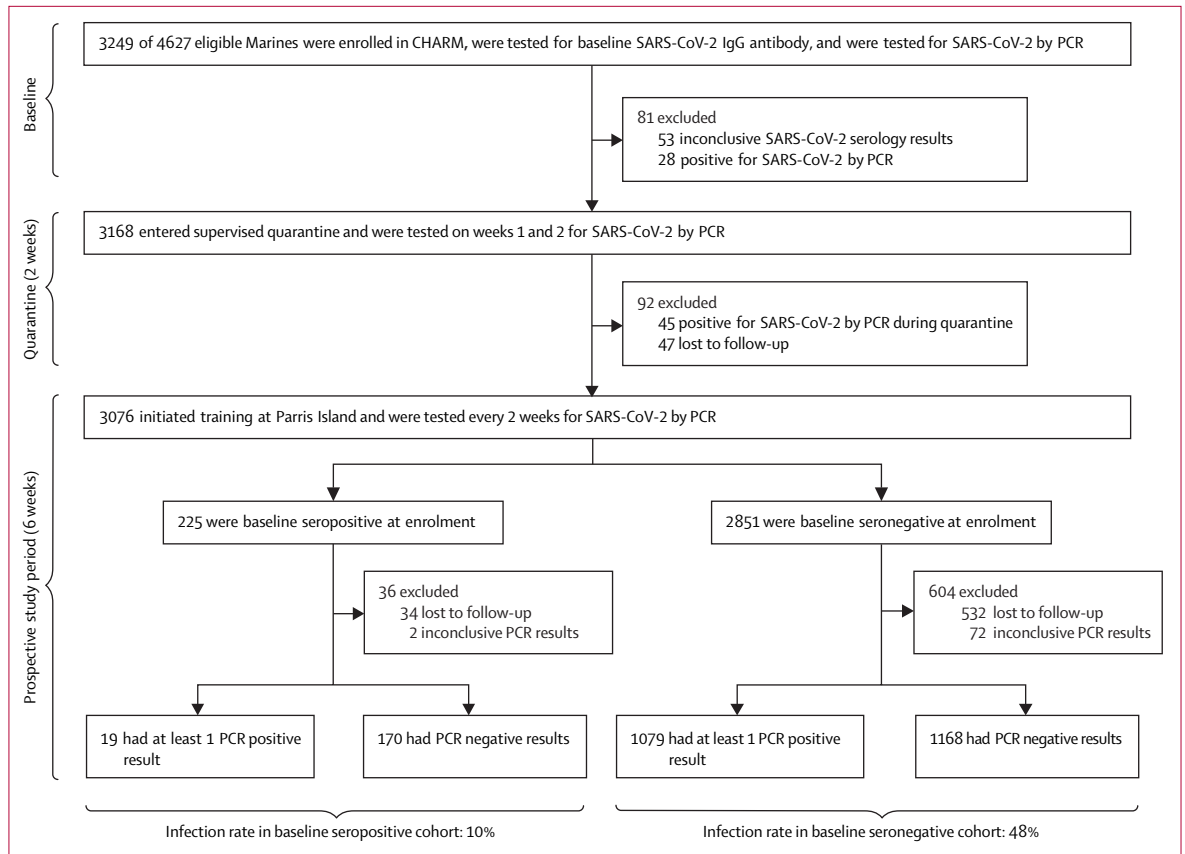 Baseline
3249 of 4627 eligible Marines were enrolled in CHARM, were tested for baseline SARS-CoV-2 IgG antibody, and were tested for SARS-CoV-2 by PCR
81 excluded
53 inconclusive SARS-CoV-2 serology results
28 positive for SARS-CoV-2 by PCR
Quarantine (2 weeks)
3168 entered supervised quarantine and were tested on weeks 1 and 2 for SARS-CoV-2 by PCR
92 excluded
45 positive for SARS-CoV-2 by PCR during quarantine
47 lost to follow-up
Prospective study period (6 weeks)
3076 initiated training at Parris Island and were tested every 2 weeks for SARS-CoV-2 by PCR
225 were baseline seropositive at enrolment
2851 were baseline seronegative at enrolment
36 excluded
34 lost to follow-up
2 inconclusive PCR results
604 excluded
532 lost to follow-up
72 inconclusive PCR results
19 had at least 1 PCR positive
result
170 had PCR negative results
1079 had at least 1 PCR positive
result
1168 had PCR negative results
Infection rate in baseline seropositive cohort: 10%
Infection rate in baseline seronegative cohort: 48%